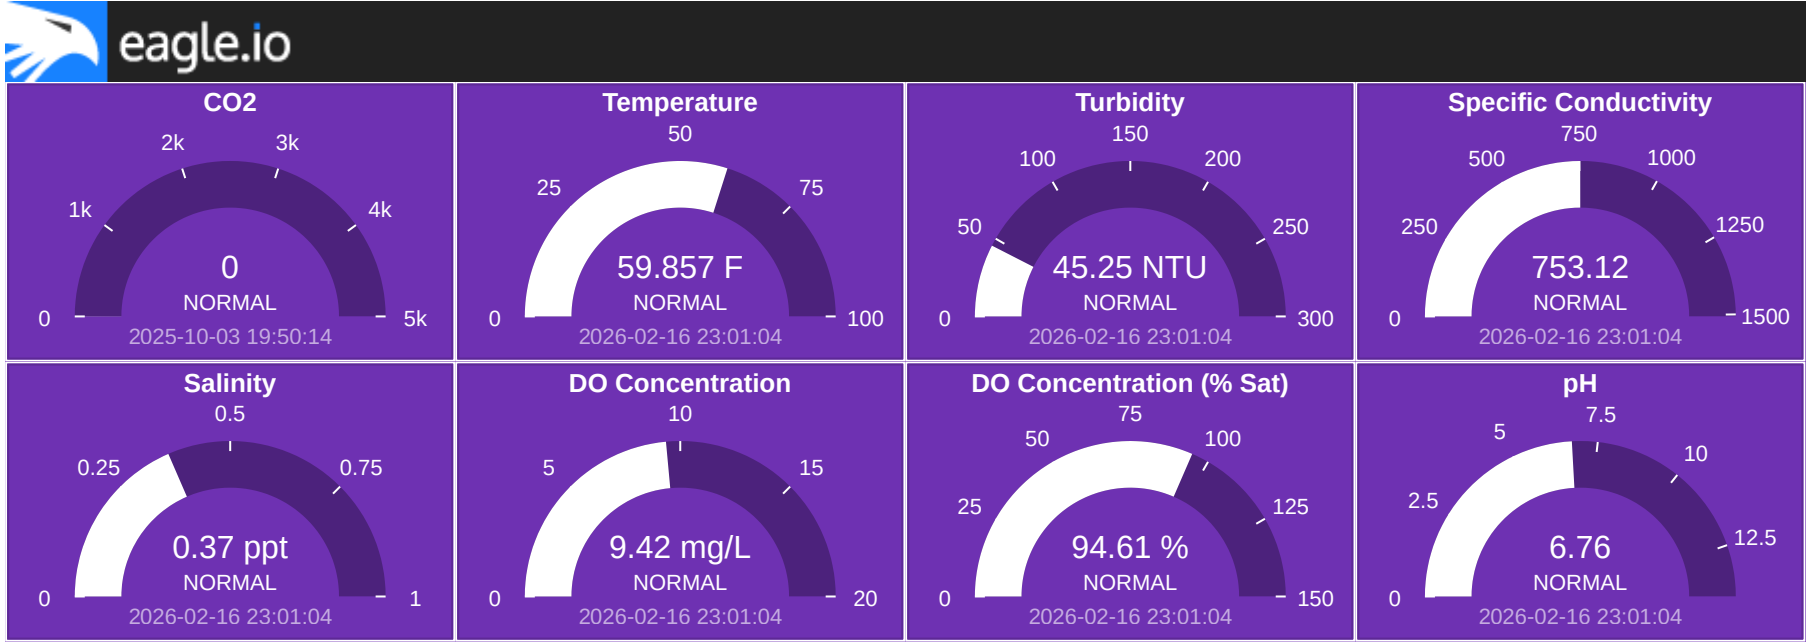 eagle.io
CO2
0
1k
2k
3k
4k
5k
0
NORMAL
2025-10-03 19:50:14
Temperature
0
25
50
75
100
59.857 F
NORMAL
2026-02-16 23:01:04
Turbidity
0
50
100
150
200
250
300
45.25 NTU
NORMAL
2026-02-16 23:01:04
Specific Conductivity
0
250
500
750
1000
1250
1500
753.12
NORMAL
2026-02-16 23:01:04
Salinity
0
0.25
0.5
0.75
1
0.37 ppt
NORMAL
2026-02-16 23:01:04
DO Concentration
0
5
10
15
20
9.42 mg/L
NORMAL
2026-02-16 23:01:04
DO Concentration (% Sat)
0
25
50
75
100
125
150
94.61 %
NORMAL
2026-02-16 23:01:04
pH
0
2.5
5
7.5
10
12.5
6.76
NORMAL
2026-02-16 23:01:04